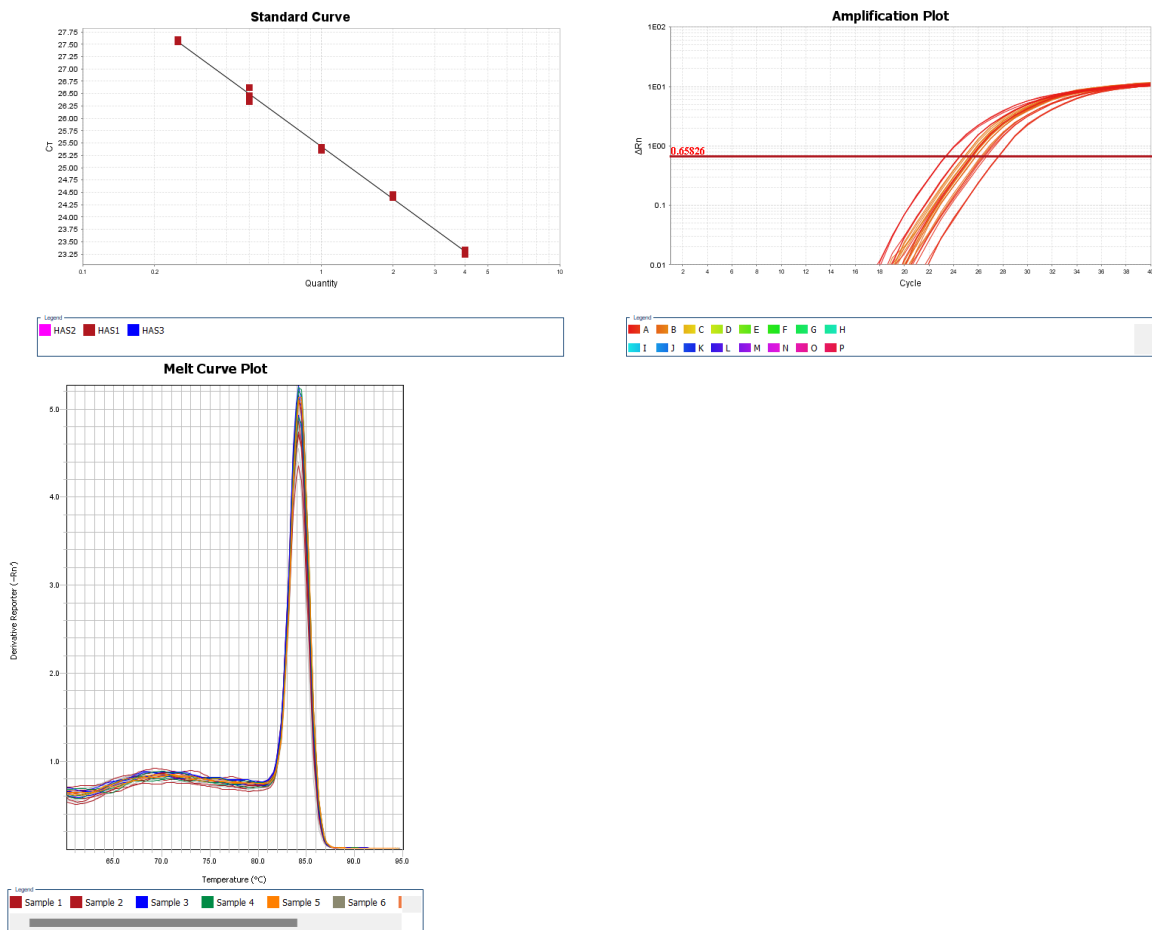 Standard Curve
27.75
27.50
27.25
27.00
26.75
26.50
26.25
26.00
25.75
25.50
25.25
25.00
24.75
24.50
24.25
24.00
23.75
23.50
23.25
CT
0.1 0.2 1 2 3 4 5 10
Quantity
Legend
HAS2 HAS1 HAS3
Amplification Plot
1E02
1E01
1E00
0.1
0.01
ΔRn
0.65826
2 4 6 8 10 12 14 16 18 20 22 24 26 28 30 32 34 36 38 40
Cycle
Legend
A B C D E F G H
I J K L M N O P
Melt Curve Plot
5.0
4.0
3.0
2.0
1.0
Derivative Reporter (-Rn')
65.0 70.0 75.0 80.0 85.0 90.0 95.0
Temperature (°C)
Legend
Sample 1 Sample 2 Sample 3 Sample 4 Sample 5 Sample 6